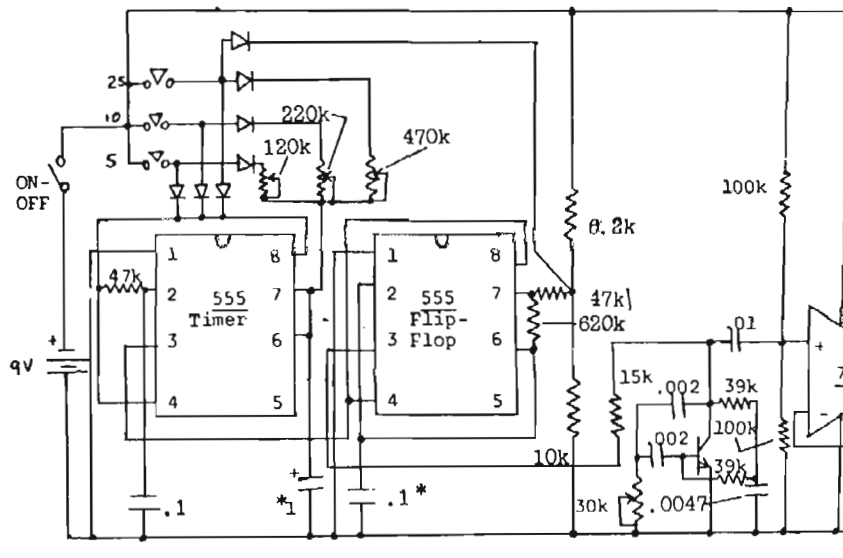 25
10
5
ON-
OFF
9V
+
220k
120k
470k
47k
1
2
3
4
8
7
6
5
555
Timer
1
2
3
4
8
7
6
5
555
Flip-
Flop
8.2k
47k
620k
10k
15k
100k
.01
.002
.002
39k
100k
39k
30k
.0047
.1
*1
+
.1*
+
-
7